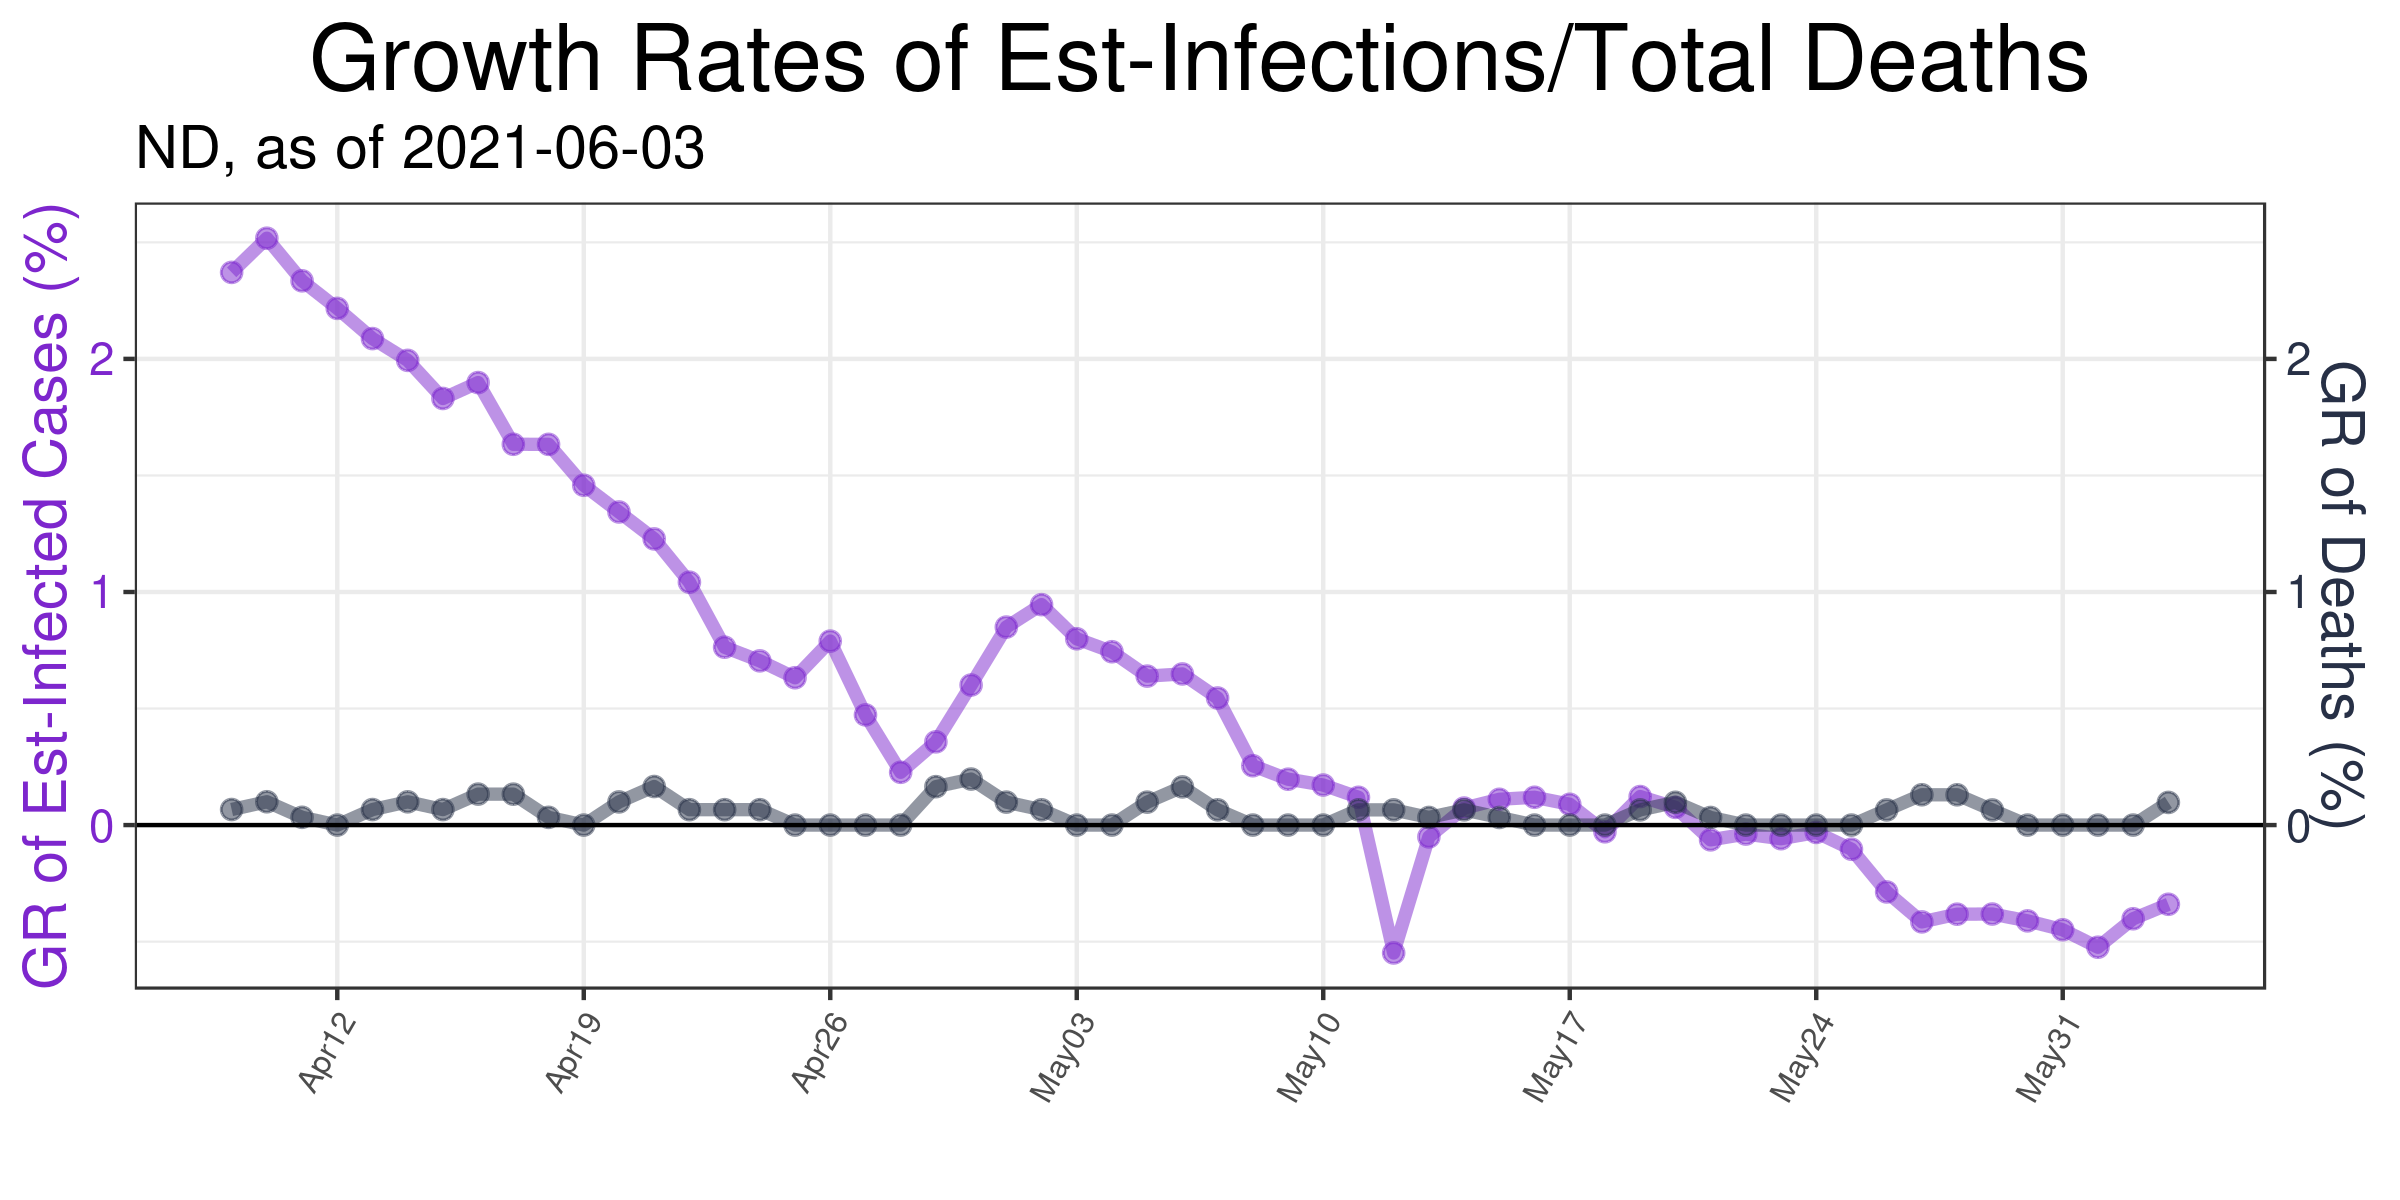 Growth Rates of Est-Infections/Total Deaths
ND, as of 2021-06-03
GR of Est-Infected Cases (%)
2
1
0
2
1
0
GR of Deaths (%)
Apr12
Apr19
Apr26
May03
May10
May17
May24
May31